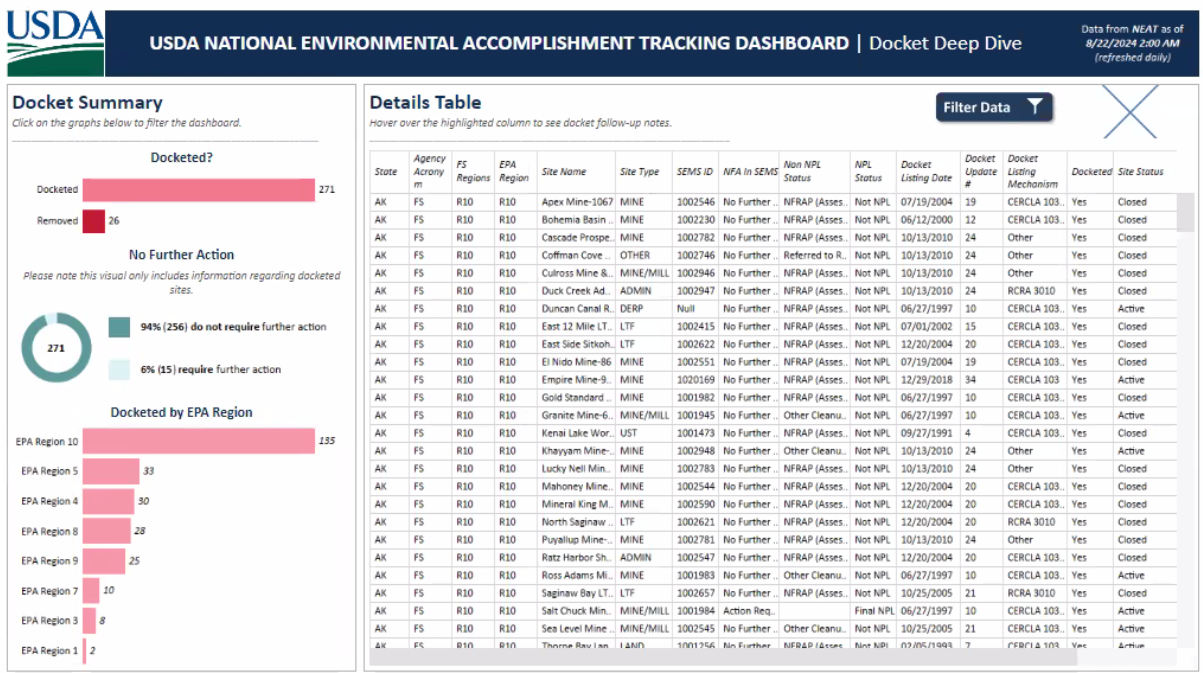 USDA
USDA NATIONAL ENVIRONMENTAL ACCOMPLISHMENT TRACKING DASHBOARD | Docket Deep Dive
Data from NEAT as of
8/22/2024 2:00 AM
(refreshed daily)
Docket Summary
Click on the graphs below to filter the dashboard.
Docketed?
Docketed 271
Removed 26
No Further Action
Please note this visual only includes information regarding docketed
sites.
271
94% (256) do not require further action
6% (15) require further action
Docketed by EPA Region
EPA Region 10 135
EPA Region 5 33
EPA Region 4 30
EPA Region 8 28
EPA Region 9 25
EPA Region 7 10
EPA Region 3 8
EPA Region 1 2
Details Table
Hover over the highlighted column to see docket follow-up notes.
Filter Data
State Agency Acronym FS Regions EPA Region Site Name Site Type SEMS ID NFA In SEMS Non NPL Status NPL Status Docket Listing Date Docket Update # Docket Listing Mechanism Docketed Site Status
AK FS R10 R10 Apex Mine-1067 MINE 1002546 No Further .. NFRAP (Asses.. Not NPL 07/19/2004 19 CERCLA 103.. Yes Closed
AK FS R10 R10 Bohemia Basin .. MINE 1002230 No Further .. NFRAP (Asses.. Not NPL 06/12/2000 12 CERCLA 103.. Yes Closed
AK FS R10 R10 Cascade Prospe.. MINE 1002782 No Further .. NFRAP (Asses.. Not NPL 10/13/2010 24 Other Yes Closed
AK FS R10 R10 Coffman Cove .. OTHER 1002746 No Further .. Referred to R.. Not NPL 10/13/2010 24 Other Yes Closed
AK FS R10 R10 Culross Mine &.. MINE/MILL 1002946 No Further .. NFRAP (Asses.. Not NPL 10/13/2010 24 Other Yes Closed
AK FS R10 R10 Duck Creek Ad.. ADMIN 1002947 No Further .. NFRAP (Asses.. Not NPL 10/13/2010 24 RCRA 3010 Yes Closed
AK FS R10 R10 Duncan Canal R.. DERP Null No Further .. NFRAP (Asses.. Not NPL 06/27/1997 10 CERCLA 103.. Yes Active
AK FS R10 R10 East 12 Mile LT.. LTF 1002415 No Further .. NFRAP (Asses.. Not NPL 07/01/2002 15 CERCLA 103.. Yes Closed
AK FS R10 R10 East Side Sitkoh.. LTF 1002622 No Further .. NFRAP (Asses.. Not NPL 12/20/2004 20 CERCLA 103.. Yes Closed
AK FS R10 R10 El Nido Mine-86 MINE 1002551 No Further .. NFRAP (Asses.. Not NPL 07/19/2004 19 CERCLA 103.. Yes Closed
AK FS R10 R10 Empire Mine-9.. MINE 1020169 No Further .. NFRAP (Asses.. Not NPL 12/29/2018 34 CERCLA 103 Yes Active
AK FS R10 R10 Gold Standard .. MINE 1001982 No Further .. NFRAP (Asses.. Not NPL 06/27/1997 10 CERCLA 103.. Yes Closed
AK FS R10 R10 Granite Mine-6.. MINE/MILL 1001945 No Further .. Other Cleanu.. Not NPL 06/27/1997 10 CERCLA 103.. Yes Active
AK FS R10 R10 Kenai Lake Wor.. UST 1001473 No Further .. NFRAP (Asses.. Not NPL 09/27/1991 4 CERCLA 103.. Yes Closed
AK FS R10 R10 Khayyam Mine-.. MINE 1002948 No Further .. Other Cleanu.. Not NPL 10/13/2010 24 Other Yes Active
AK FS R10 R10 Lucky Nell Min.. MINE 1002783 No Further .. NFRAP (Asses.. Not NPL 10/13/2010 24 Other Yes Closed
AK FS R10 R10 Mahoney Mine.. MINE 1002544 No Further .. NFRAP (Asses.. Not NPL 12/20/2004 20 CERCLA 103.. Yes Closed
AK FS R10 R10 Mineral King M.. MINE 1002590 No Further .. NFRAP (Asses.. Not NPL 12/20/2004 20 CERCLA 103.. Yes Closed
AK FS R10 R10 North Saginaw .. LTF 1002621 No Further .. NFRAP (Asses.. Not NPL 12/20/2004 20 RCRA 3010 Yes Closed
AK FS R10 R10 Puyallup Mine-.. MINE 1002781 No Further .. NFRAP (Asses.. Not NPL 10/13/2010 24 Other Yes Closed
AK FS R10 R10 Ratz Harbor Sh.. ADMIN 1002547 No Further .. NFRAP (Asses.. Not NPL 12/20/2004 20 CERCLA 103.. Yes Closed
AK FS R10 R10 Ross Adams Mi.. MINE 1001983 No Further .. Other Cleanu.. Not NPL 06/27/1997 10 CERCLA 103.. Yes Active
AK FS R10 R10 Saginaw Bay LT.. LTF 1002657 No Further .. NFRAP (Asses.. Not NPL 10/25/2005 21 RCRA 3010 Yes Closed
AK FS R10 R10 Salt Chuck Min.. MINE/MILL 1001984 Action Req.. Final NPL 06/27/1997 10 CERCLA 103.. Yes Active
AK FS R10 R10 Sea Level Mine .. MINE/MILL 1002545 No Further .. Other Cleanu.. Not NPL 10/25/2005 21 CERCLA 103.. Yes Active
AK FS R10 R10 Thorne Bay Lan.. LAND 1001256 No Further .. NFRAP (Asses.. Not NPL 02/05/1993 7 CERCLA 103.. Yes Active